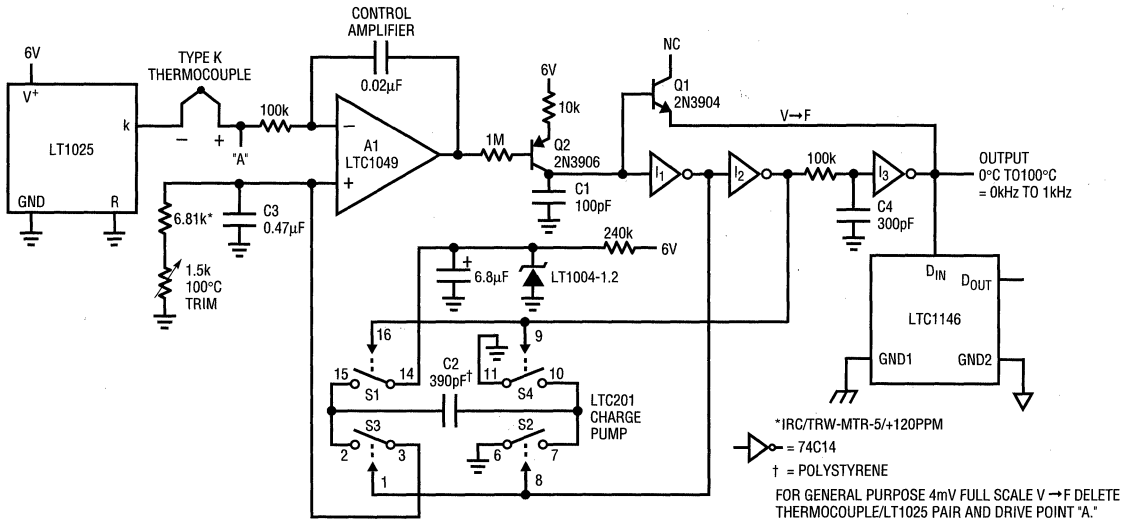 CONTROL
AMPLIFIER
0.02µF
6V
V+
LT1025
k
GND
R
TYPE K
THERMOCOUPLE
− +
"A"
100k
−
+
A1
LTC1049
1M
6V
10k
Q2
2N3906
C1
100pF
NC
Q1
2N3904
V→F
I1
I2
100k
I3
C4
300pF
OUTPUT
0°C TO100°C
= 0kHz TO 1kHz
6.81k*
1.5k
100°C
TRIM
C3
0.47µF
+
6.8µF
LT1004-1.2
240k
6V
DIN
DOUT
LTC1146
GND1
GND2
16
15
14
S1
9
11
10
S4
C2
390pF†
LTC201
CHARGE
PUMP
S3
2
3
1
S2
6
7
8
*IRC/TRW-MTR-5/+120PPM
= 74C14
† = POLYSTYRENE
FOR GENERAL PURPOSE 4mV FULL SCALE V→F DELETE
THERMOCOUPLE/LT1025 PAIR AND DRIVE POINT "A."